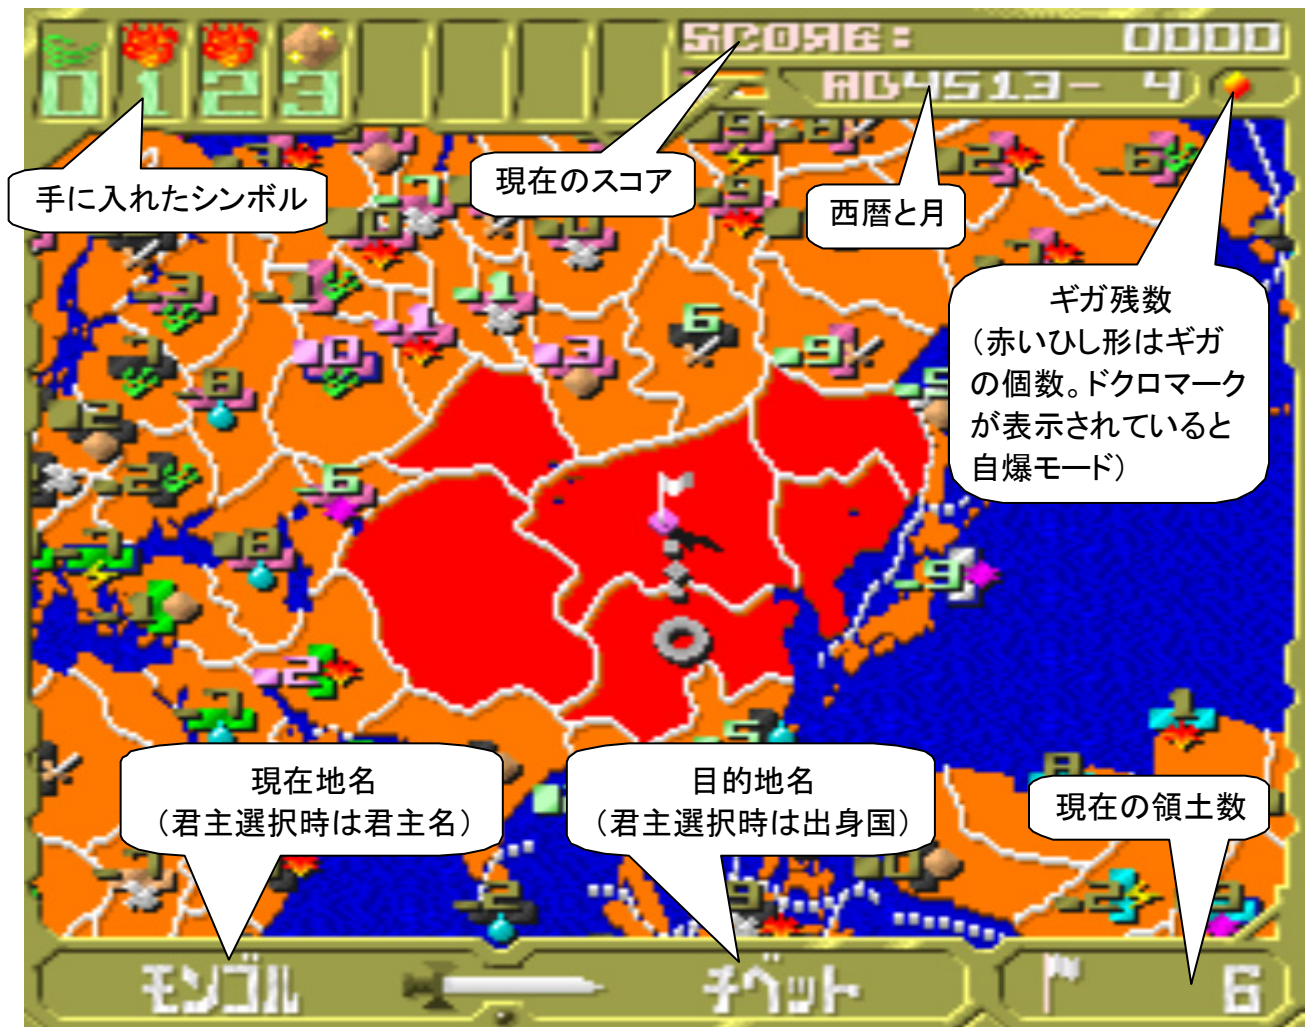 0 1 2 3
SCORE: 0000
AD4513- 4
手に入れたシンボル
現在のスコア
西暦と月
ギガ残数
(赤いひし形はギガ
の個数。ドクロマーク
が表示されていると
自爆モード)
現在地名
(君主選択時は君主名)
目的地名
(君主選択時は出身国)
現在の領土数
モンゴル
チベット
6